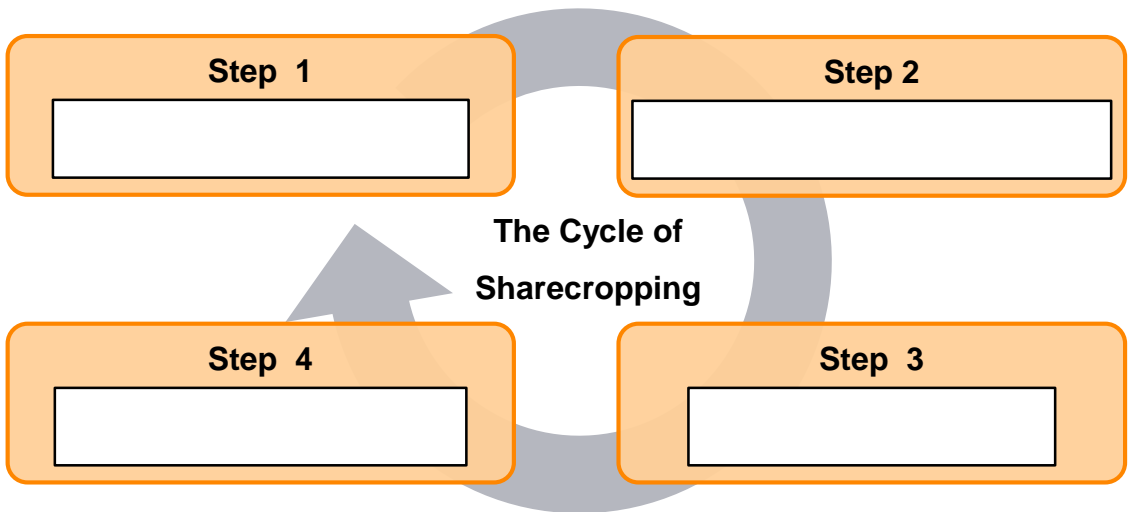 Step 1
Step 2
The Cycle of
Sharecropping
Step 4
Step 3